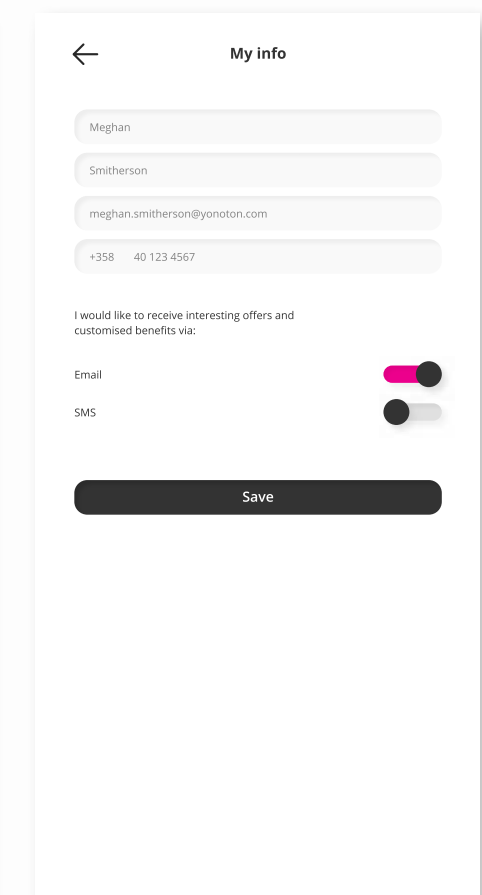 My info
Meghan
Smitherson
meghan.smitherson@yonoton.com
+358 40 123 4567
I would like to receive interesting offers and
customised benefits via:
Email
SMS
Save